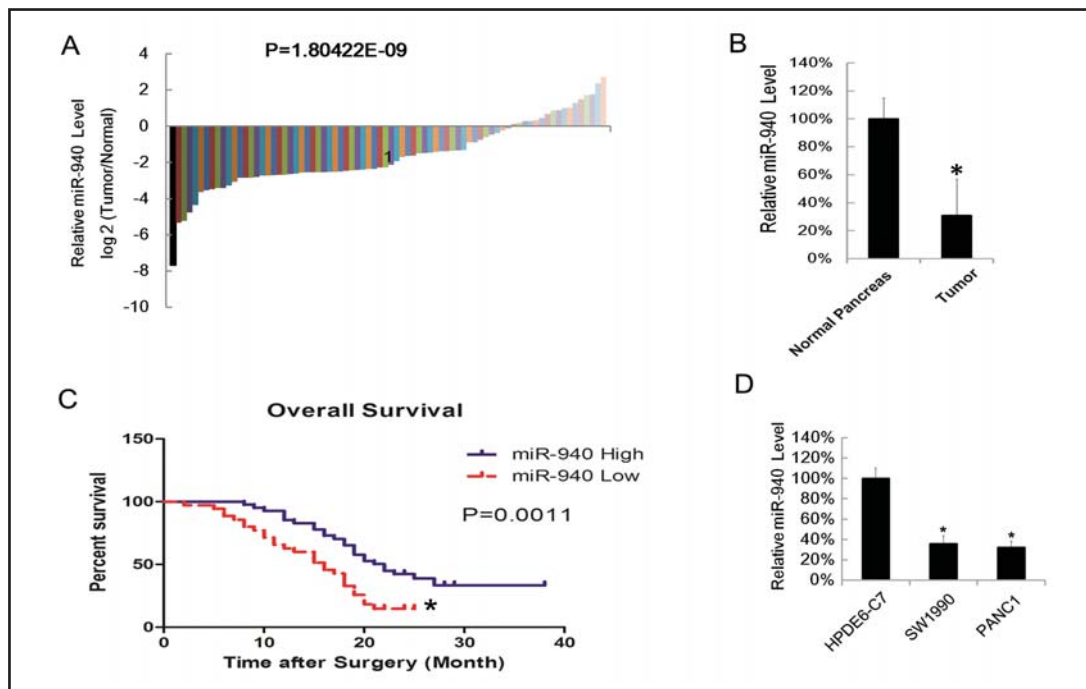 A
P=1.80422E-09
Relative miR-940 Level
log2 (Tumor/Normal)
4
2
0
-2
-4
-6
-8
-10
1
B
Relative miR-940 Level
140%
120%
100%
80%
60%
40%
20%
0%
*
Normal Pancreas
Tumor
C
Overall Survival
Percent survival
150
100
50
0
miR-940 High
miR-940 Low
P=0.0011
*
0 10 20 30 40
Time after Surgery (Month)
D
Relative miR-940 Level
140%
120%
100%
80%
60%
40%
20%
0%
*
*
HPDE6-C7
SW1990
PANC1